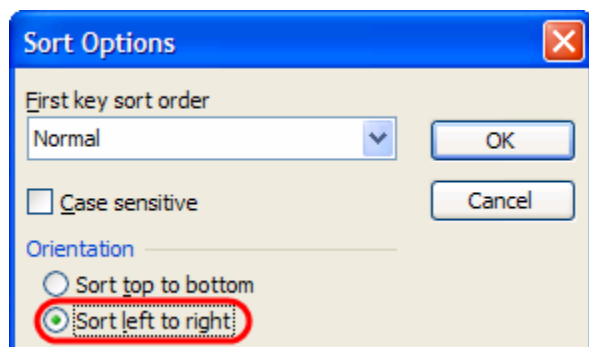 Sort Options
First key sort order
Normal
OK
Case sensitive
Cancel
Orientation
Sort top to bottom
Sort left to right